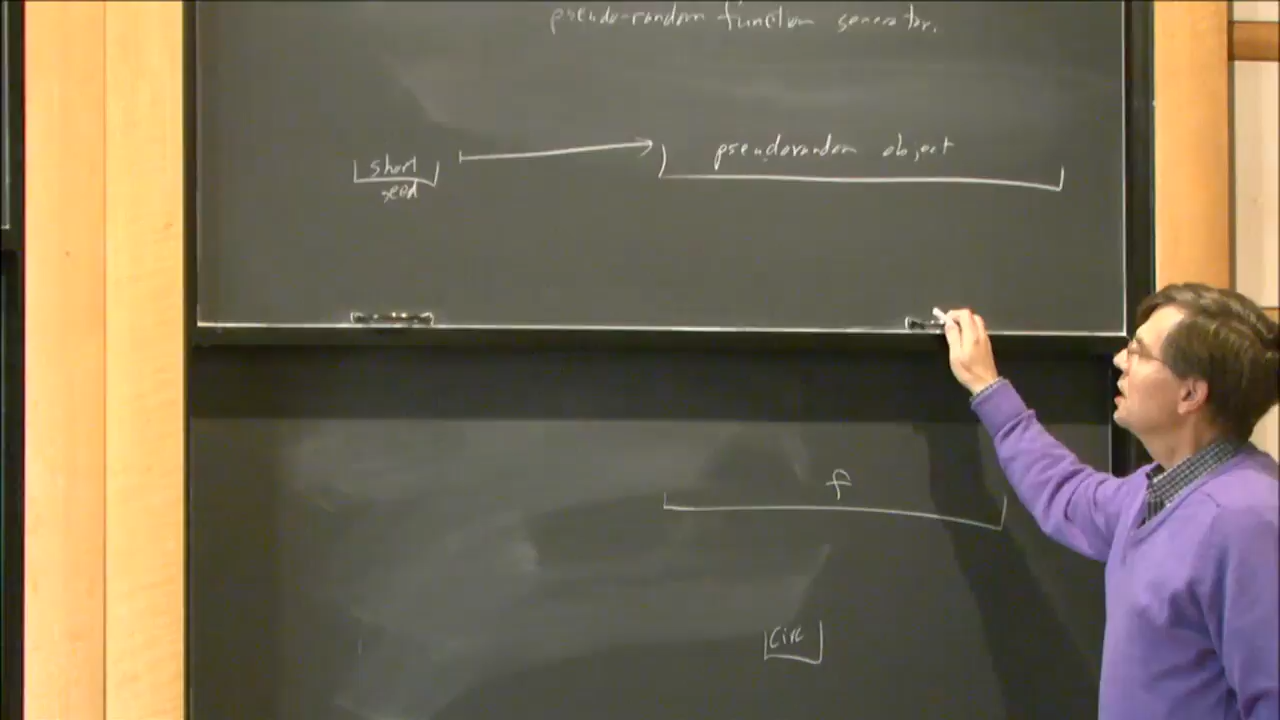 pseudo-random function generator.
short
seed
pseudorandom object
f
circ